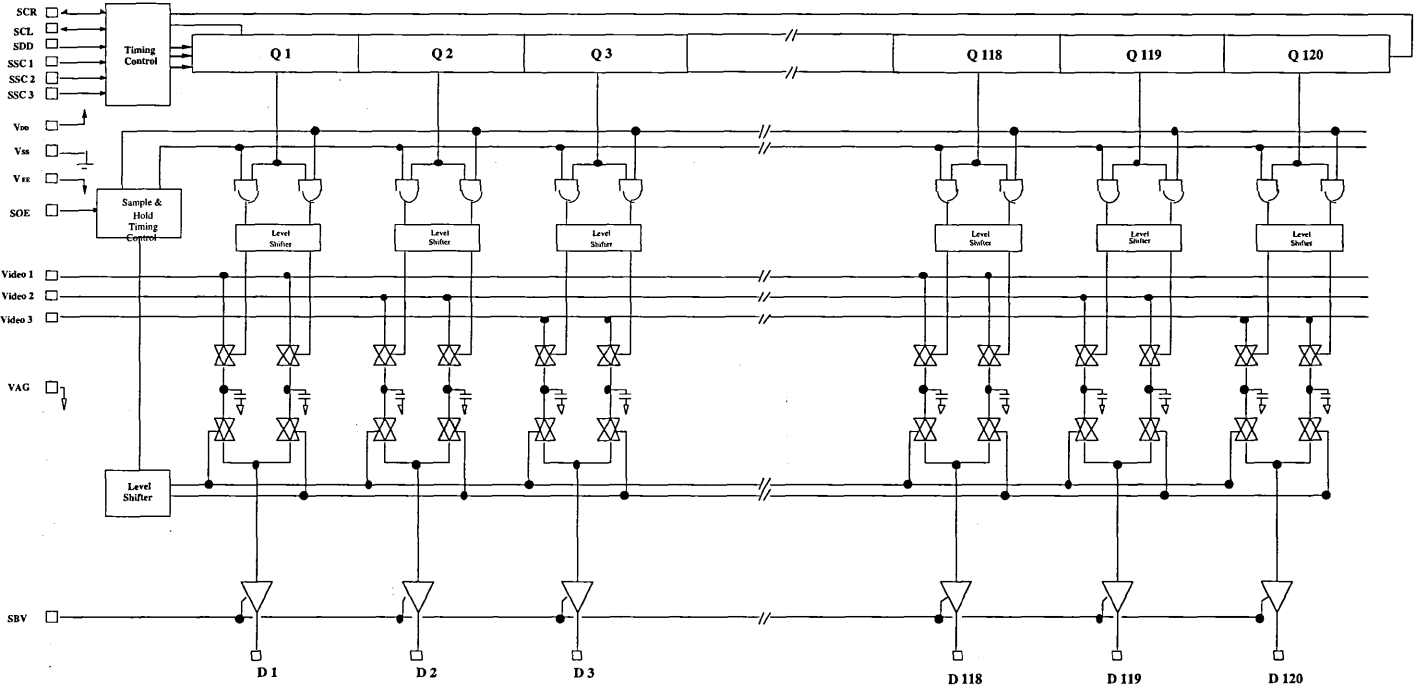 SCR
SCL
SDD
SSC 1
SSC 2
SSC 3
Timing
Control
Q 1
Q 2
Q 3
Q 118
Q 119
Q 120
VDD
VSS
VEE
SOE
Sample &
Hold
Timing
Control
Level
Shifter
Level
Shifter
Level
Shifter
Level
Shifter
Level
Shifter
Level
Shifter
Video 1
Video 2
Video 3
VAG
Level
Shifter
SBV
D 1
D 2
D 3
D 118
D 119
D 120